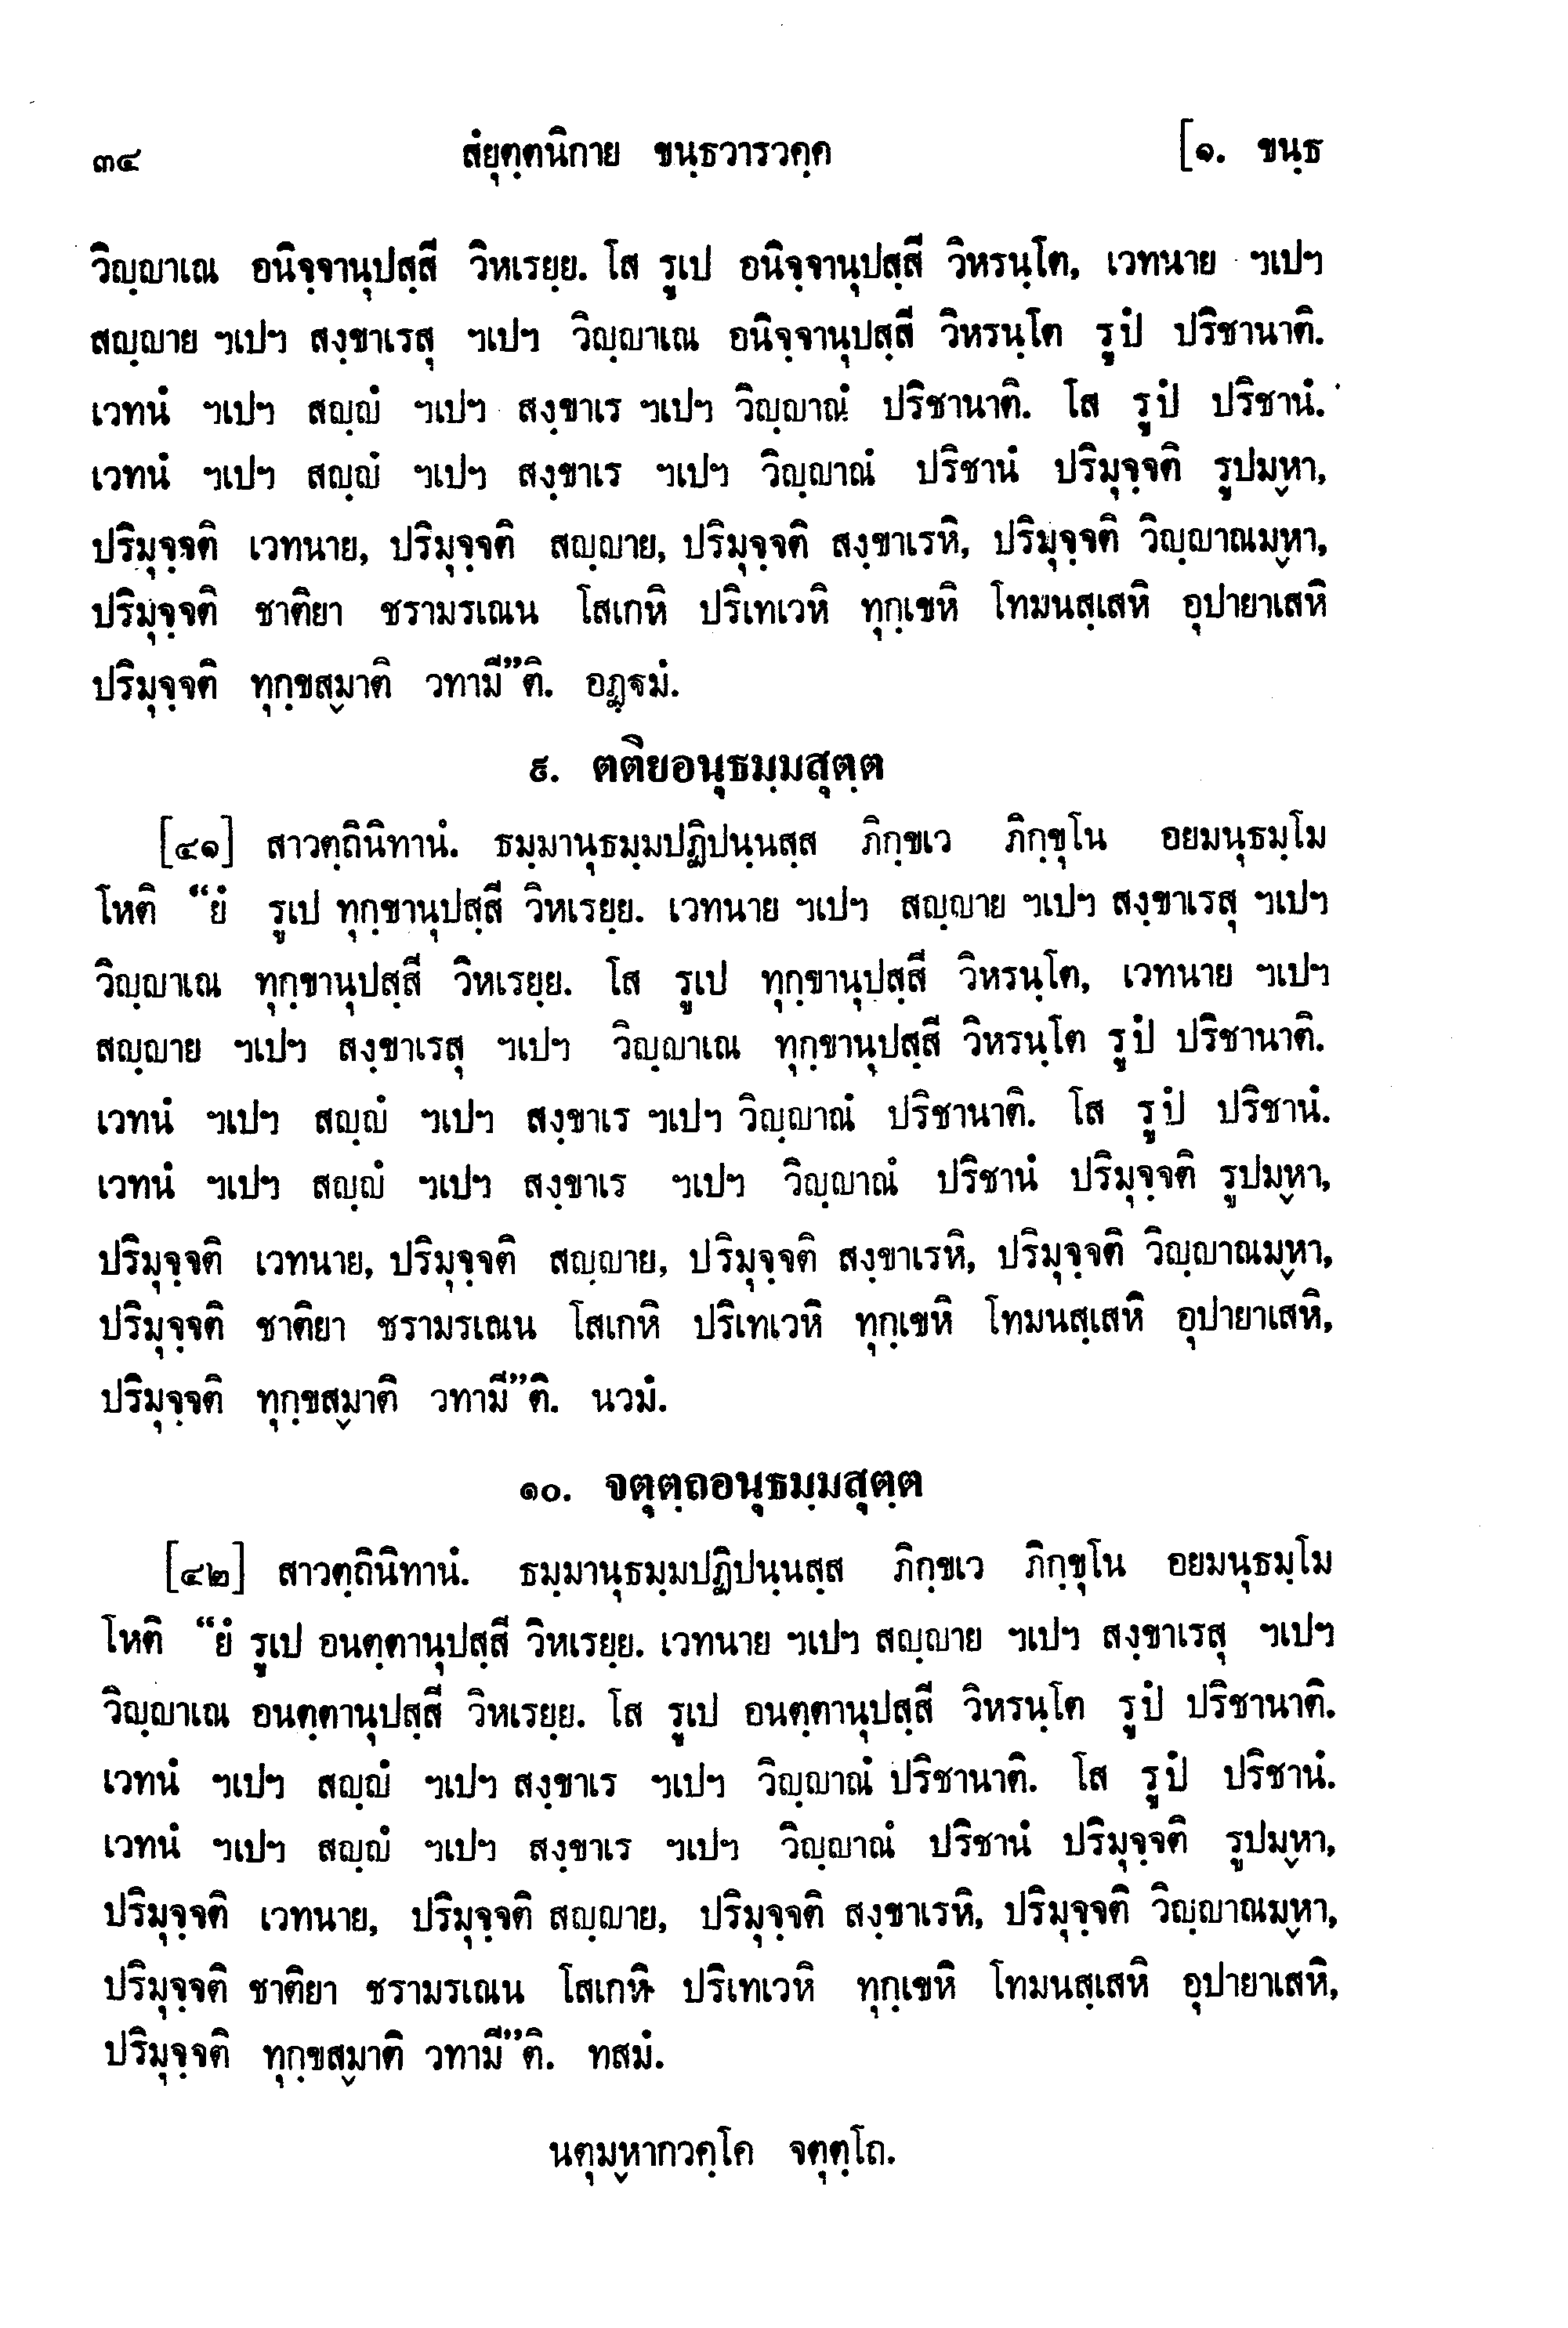 ๓๔ สํยุตฺตนิกาย ขนฺธวารวคฺค [๑. ขนฺธ
วิญฺญาเณ อนิจฺจานุปสฺสี วิหเรยฺย. โส รูเป อนิจฺจานุปสฺสี วิหรนฺโต, เวทนาย ฯเปฯ
สญฺญาย ฯเปฯ สงฺขาเรสุ ฯเปฯ วิญฺญาเณ อนิจฺจานุปสฺสี วิหรนฺโต รูปํ ปริชานาติ.
เวทนํ ฯเปฯ สญฺญํ ฯเปฯ สงฺขาเร ฯเปฯ วิญฺญาณํ ปริชานาติ. โส รูปํ ปริชานํ.
เวทนํ ฯเปฯ สญฺญํ ฯเปฯ สงฺขาเร ฯเปฯ วิญฺญาณํ ปริชานํ ปริมุจฺจติ รูปมฺหา,
ปริมุจฺจติ เวทนาย, ปริมุจฺจติ สญฺญาย, ปริมุจฺจติ สงฺขาเรหิ, ปริมุจฺจติ วิญฺญาณมฺหา,
ปริมุจฺจติ ชาติยา ชรามรเณน โสเกหิ ปริเทเวหิ ทุกฺเขหิ โทมนสฺเสหิ อุปายาเสหิ
ปริมุจฺจติ ทุกฺขสฺมาติ วทามี”ติ. อฏฺฐมํ.
๙. ตติยอนุธมฺมสุตฺต
[๔๑] สาวตฺถินิทานํ. ธมฺมานุธมฺมปฏิปนฺนสฺส ภิกฺขเว ภิกฺขุโน อยมนุธมฺโม
โหติ “ยํ รูเป ทุกฺขานุปสฺสี วิหเรยฺย. เวทนาย ฯเปฯ สญฺญาย ฯเปฯ สงฺขาเรสุ ฯเปฯ
วิญฺญาเณ ทุกฺขานุปสฺสี วิหเรยฺย. โส รูเป ทุกฺขานุปสฺสี วิหรนฺโต, เวทนาย ฯเปฯ
สญฺญาย ฯเปฯ สงฺขาเรสุ ฯเปฯ วิญฺญาเณ ทุกฺขานุปสฺสี วิหรนฺโต รูปํ ปริชานาติ.
เวทนํ ฯเปฯ สญฺญํ ฯเปฯ สงฺขาเร ฯเปฯ วิญฺญาณํ ปริชานาติ. โส รูปํ ปริชานํ.
เวทนํ ฯเปฯ สญฺญํ ฯเปฯ สงฺขาเร ฯเปฯ วิญฺญาณํ ปริชานํ ปริมุจฺจติ รูปมฺหา,
ปริมุจฺจติ เวทนาย, ปริมุจฺจติ สญฺญาย, ปริมุจฺจติ สงฺขาเรหิ, ปริมุจฺจติ วิญฺญาณมฺหา,
ปริมุจฺจติ ชาติยา ชรามรเณน โสเกหิ ปริเทเวหิ ทุกฺเขหิ โทมนสฺเสหิ อุปายาเสหิ,
ปริมุจฺจติ ทุกฺขสฺมาติ วทามี”ติ. นวมํ.
๑๐. จตุตฺถอนุธมฺมสุตฺต
[๔๒] สาวตฺถินิทานํ. ธมฺมานุธมฺมปฏิปนฺนสฺส ภิกฺขเว ภิกฺขุโน อยมนุธมฺโม
โหติ “ยํ รูเป อนตฺตานุปสฺสี วิหเรยฺย. เวทนาย ฯเปฯ สญฺญาย ฯเปฯ สงฺขาเรสุ ฯเปฯ
วิญฺญาเณ อนตฺตานุปสฺสี วิหเรยฺย. โส รูเป อนตฺตานุปสฺสี วิหรนฺโต รูปํ ปริชานาติ.
เวทนํ ฯเปฯ สญฺญํ ฯเปฯ สงฺขาเร ฯเปฯ วิญฺญาณํ ปริชานาติ. โส รูปํ ปริชานํ.
เวทนํ ฯเปฯ สญฺญํ ฯเปฯ สงฺขาเร ฯเปฯ วิญฺญาณํ ปริชานํ ปริมุจฺจติ รูปมฺหา,
ปริมุจฺจติ เวทนาย, ปริมุจฺจติ สญฺญาย, ปริมุจฺจติ สงฺขาเรหิ, ปริมุจฺจติ วิญฺญาณมฺหา,
ปริมุจฺจติ ชาติยา ชรามรเณน โสเกหิ ปริเทเวหิ ทุกฺเขหิ โทมนสฺเสหิ อุปายาเสหิ,
ปริมุจฺจติ ทุกฺขสฺมาติ วทามี”ติ. ทสมํ.
นตุมฺหากวคฺโค จตุตฺโถ.